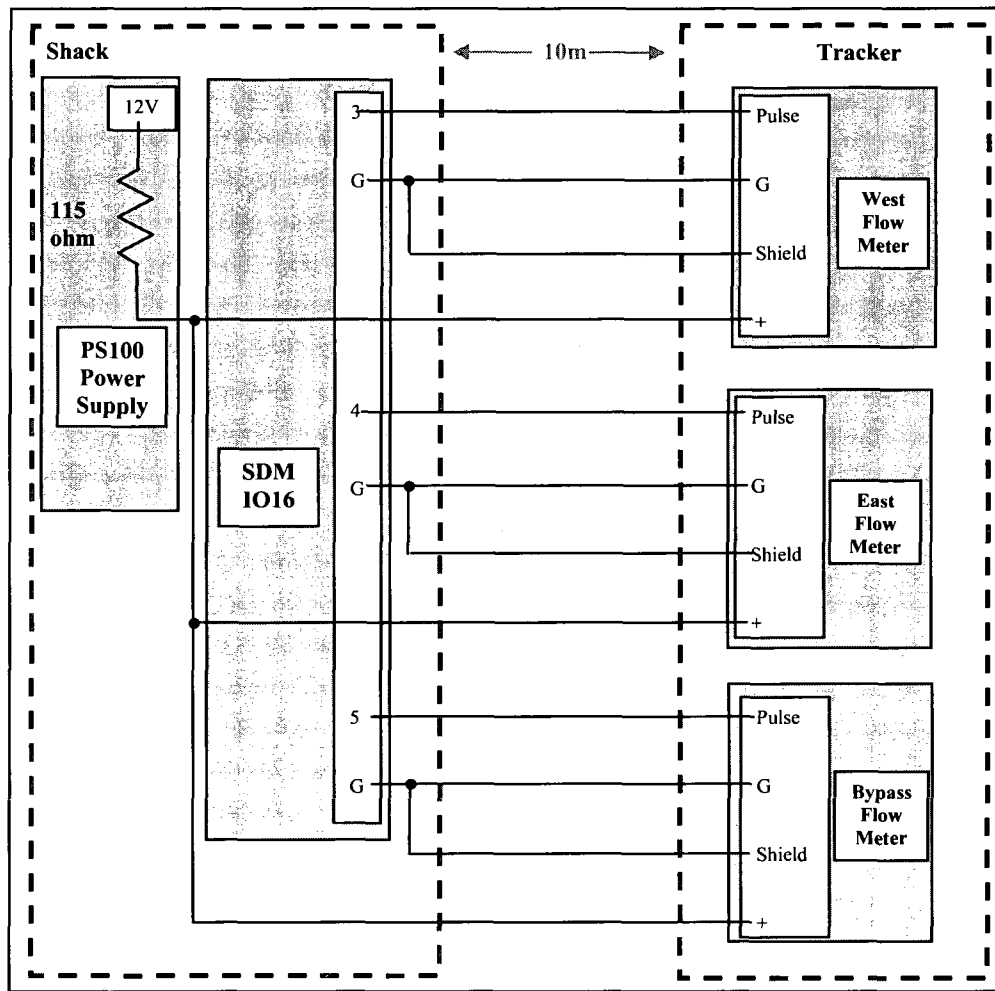 Shack
10m
Tracker
12V
115
ohm
PS100
Power
Supply
SDM
IO16
3
G
4
G
5
G
Pulse
G
Shield
+
West
Flow
Meter
Pulse
G
Shield
+
East
Flow
Meter
Pulse
G
Shield
+
Bypass
Flow
Meter